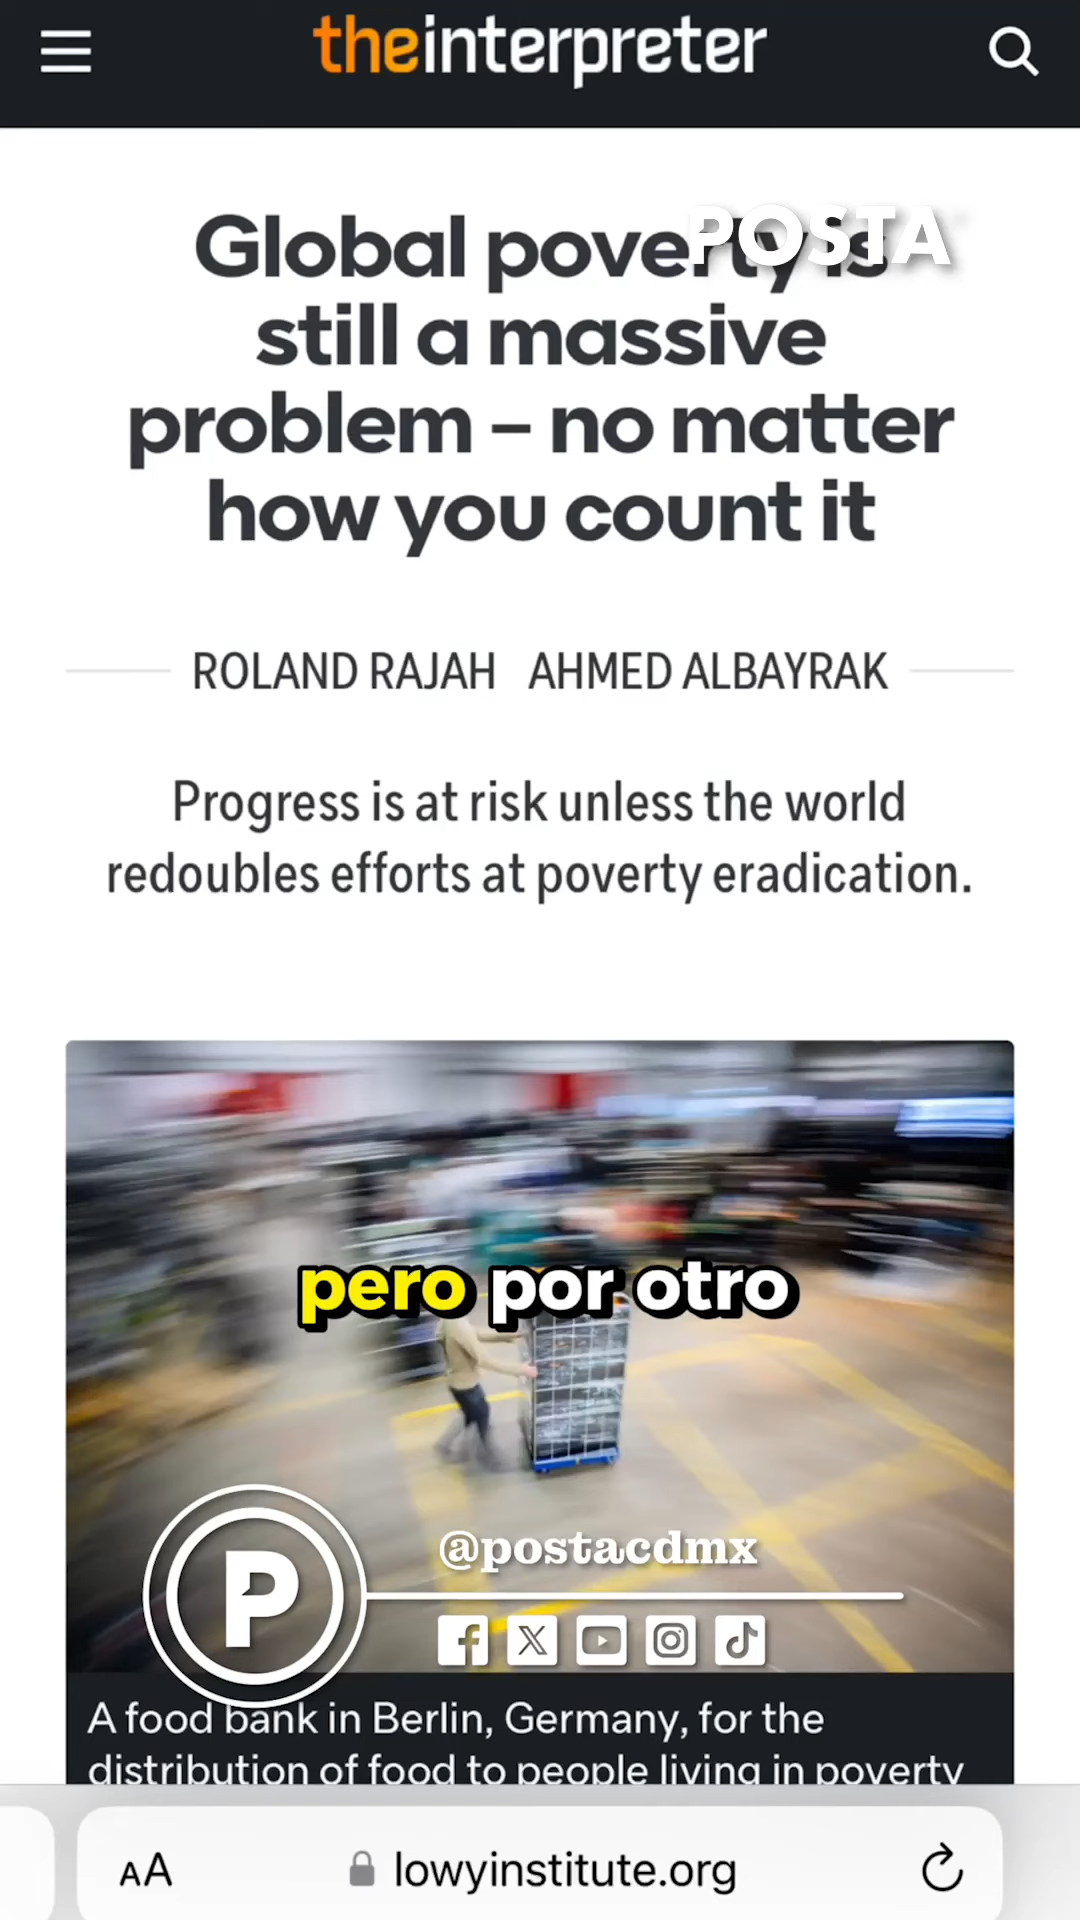 theinterpreter
POSTA
Global poverty is
still a massive
problem – no matter
how you count it
ROLAND RAJAH AHMED ALBAYRAK
Progress is at risk unless the world
redoubles efforts at poverty eradication.
pero por otro
@postacdmx
P
A food bank in Berlin, Germany, for the
distribution of food to people living in poverty
AA lowyinstitute.org